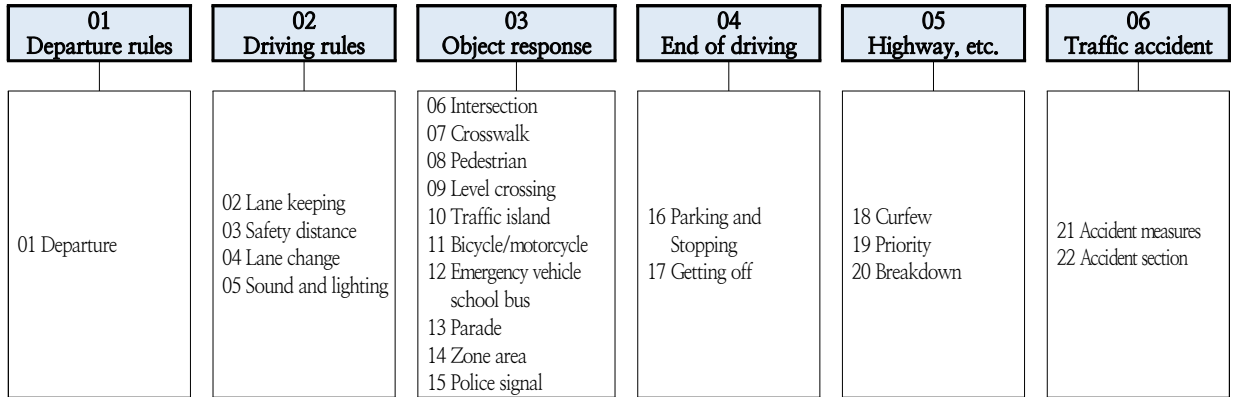 01
Departure rules
01 Departure
02
Driving rules
02 Lane keeping
03 Safety distance
04 Lane change
05 Sound and lighting
03
Object response
06 Intersection
07 Crosswalk
08 Pedestrian
09 Level crossing
10 Traffic island
11 Bicycle/motorcycle
12 Emergency vehicle
school bus
13 Parade
14 Zone area
15 Police signal
04
End of driving
16 Parking and
Stopping
17 Getting off
05
Highway, etc.
18 Curfew
19 Priority
20 Breakdown
06
Traffic accident
21 Accident measures
22 Accident section